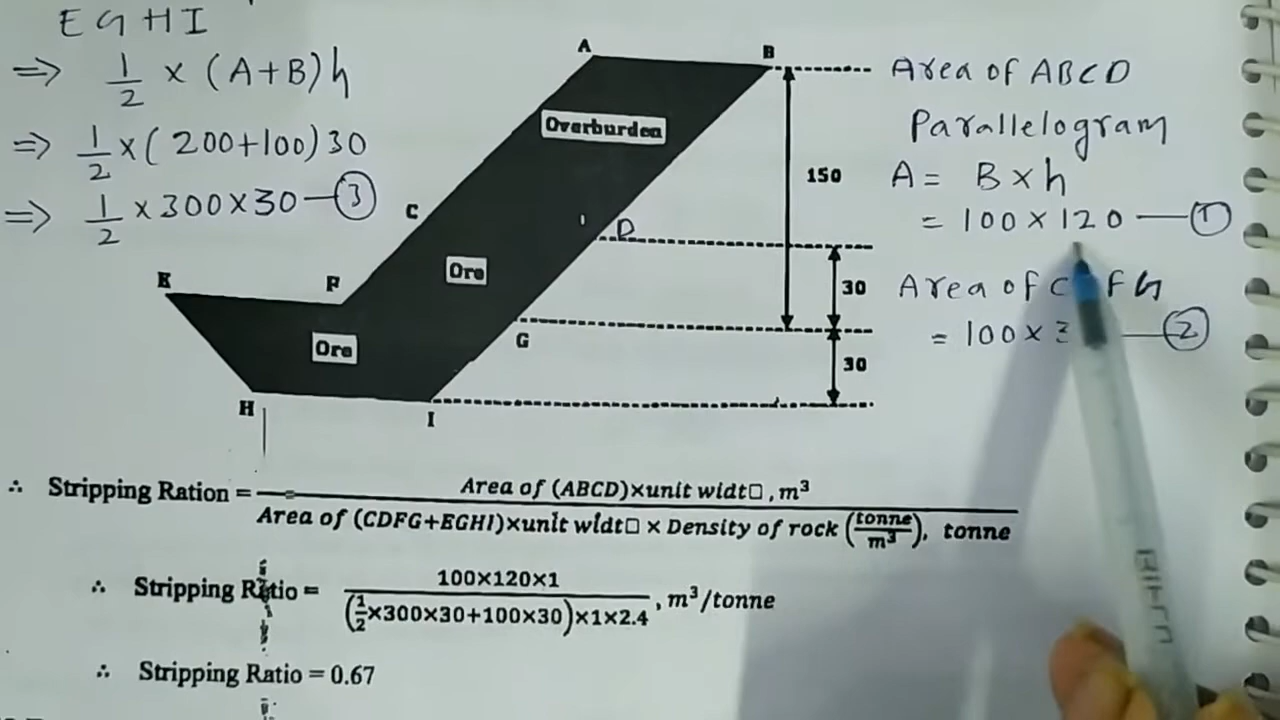 EGHI
⇒ 1/2 × (A+B)h
⇒ 1/2 × ( 200+100) 30
⇒ 1/2 × 300 × 30 — ③
A
B
Overburden
C
D
150
Ore
E
F
30
Ore
G
30
H
I
Area of ABCD
Parallelogram
A = B × h
= 100 × 120 — ①
Area of C FG
= 100 × 3 — ②
∴ Stripping Ration = Area of (ABCD)×unit widt□, m³ / Area of (CDFG+EGHI)×unit widt□ × Density of rock (tonne/m³), tonne
∴ Stripping Ratio = 100×120×1 / (1/2×300×30+100×30)×1×2.4 , m³/tonne
∴ Stripping Ratio = 0.67